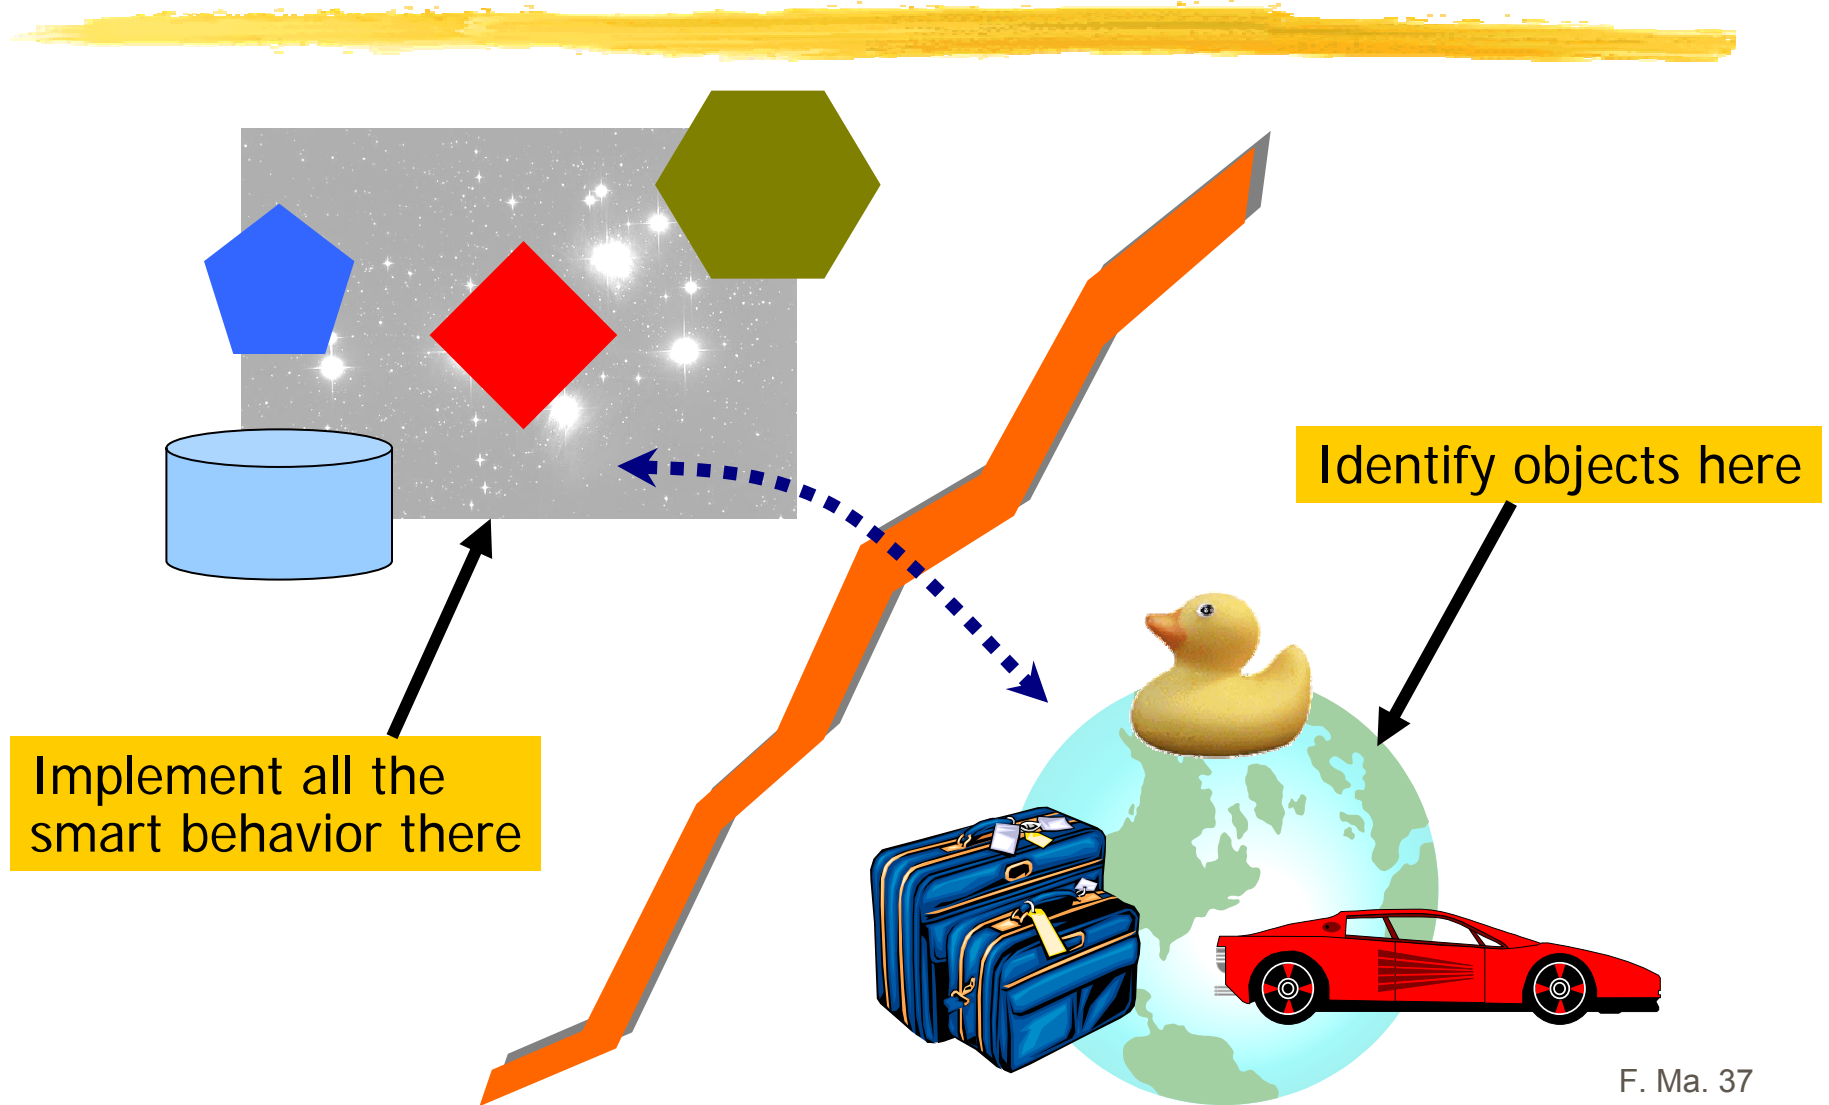 Identify objects here
Implement all the
smart behavior there
F. Ma. 37